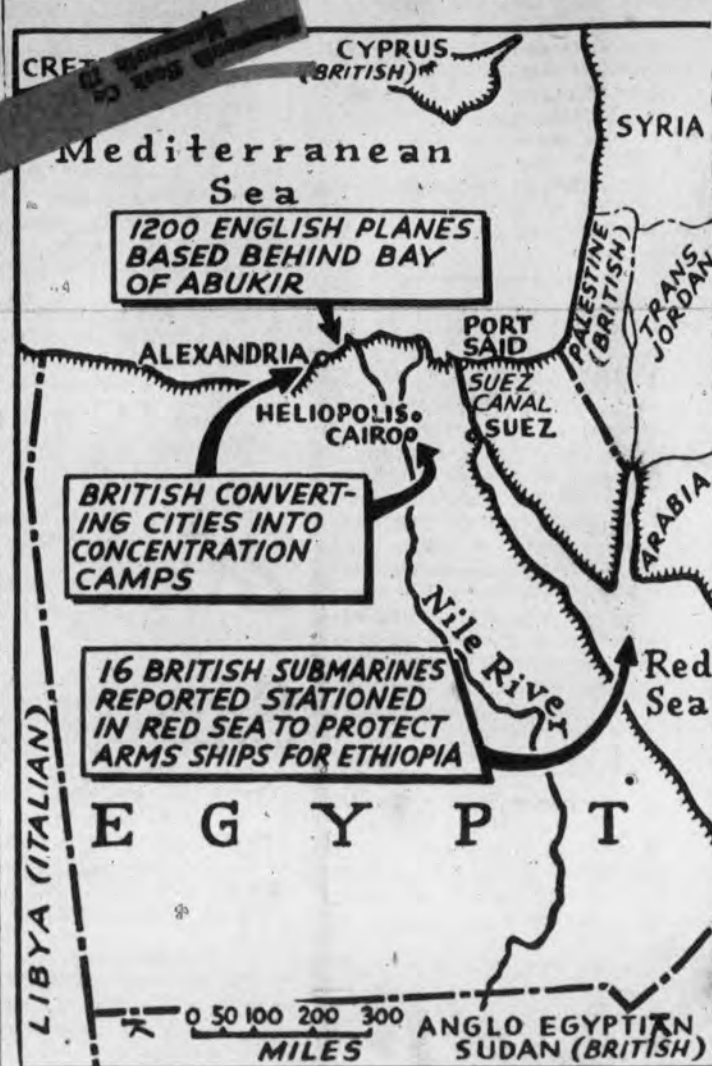 CYPRUS
(BRITISH)
SYRIA
Mediterranean
Sea
1200 ENGLISH PLANES
BASED BEHIND BAY
OF ABUKIR
PALESTINE
(BRITISH)
TRANS
JORDAN
ALEXANDRIA
PORT
SAID
SUEZ
CANAL
SUEZ
HELIOPOLIS
CAIRO
ARABIA
BRITISH CONVERT-
ING CITIES INTO
CONCENTRATION
CAMPS
Nile River
16 BRITISH SUBMARINES
REPORTED STATIONED
IN RED SEA TO PROTECT
ARMS SHIPS FOR ETHIOPIA
Red
Sea
EGYPT
LIBYA (ITALIAN)
0 50 100 200 300
MILES
ANGLO EGYPTIAN
SUDAN (BRITISH)